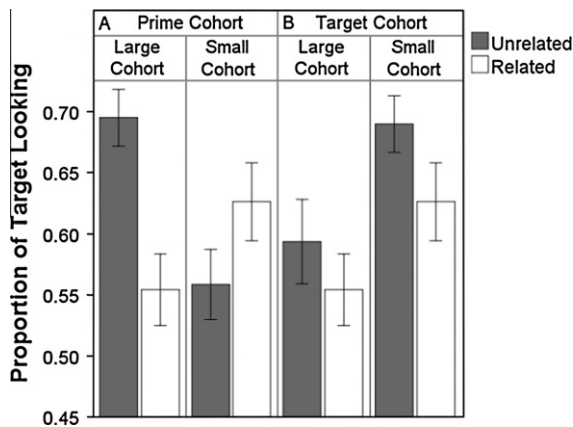 A Prime Cohort B Target Cohort
Large Cohort Small Cohort Large Cohort Small Cohort
Unrelated
Related
Proportion of Target Looking
0.70
0.65
0.60
0.55
0.50
0.45